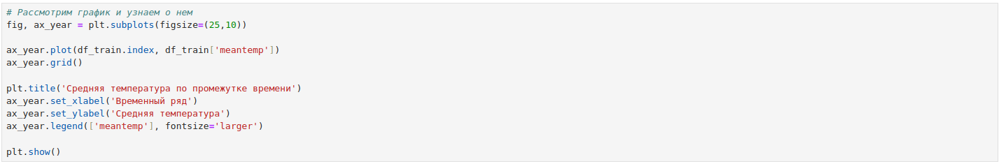 # Рассмотрим график и узнаем о нем
fig, ax_year = plt.subplots(figsize=(25,10))
ax_year.plot(df_train.index, df_train['meantemp'])
ax_year.grid()
plt.title('Средняя температура по промежутке времени')
ax_year.set_xlabel('Временный ряд')
ax_year.set_ylabel('Средняя температура')
ax_year.legend(['meantemp'], fontsize='larger')
plt.show()